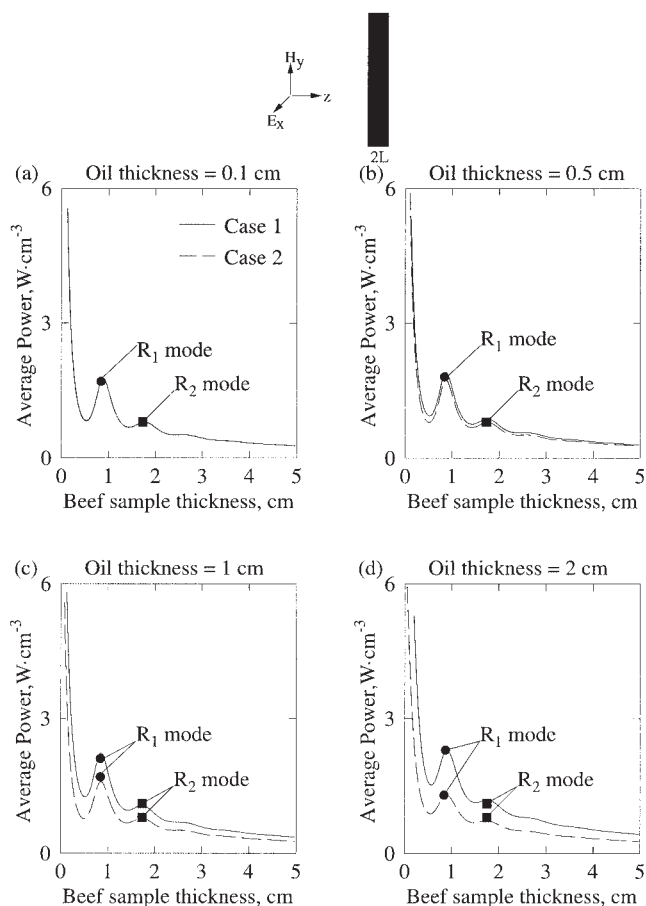 H_y
z
E_x
2L
(a) Oil thickness = 0.1 cm
6
3
0
Average Power,W·cm⁻³
Case 1
Case 2
R₁ mode
R₂ mode
0 1 2 3 4 5
Beef sample thickness, cm
(b) Oil thickness = 0.5 cm
6
3
0
Average Power,W·cm⁻³
R₁ mode
R₂ mode
0 1 2 3 4 5
Beef sample thickness, cm
(c) Oil thickness = 1 cm
6
3
0
Average Power,W·cm⁻³
R₁ mode
R₂ mode
0 1 2 3 4 5
Beef sample thickness, cm
(d) Oil thickness = 2 cm
6
3
0
Average Power,W·cm⁻³
R₁ mode
R₂ mode
0 1 2 3 4 5
Beef sample thickness, cm